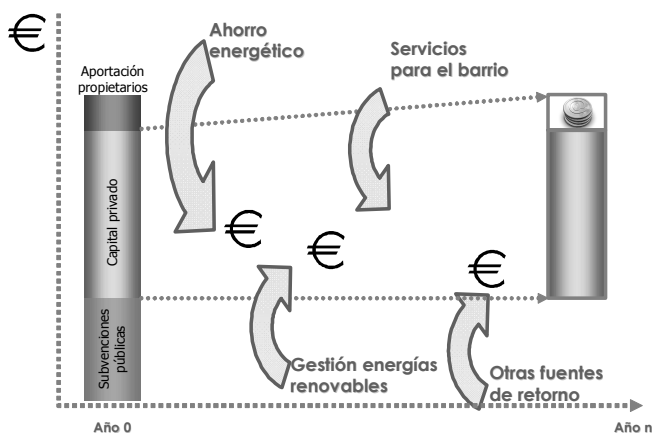 €
Ahorro
energético
Servicios
para el barrio
Aportación
propietarios
Capital privado
Subvenciones
públicas
€
€
€
Gestión energías
renovables
Otras fuentes
de retorno
Año 0
Año n